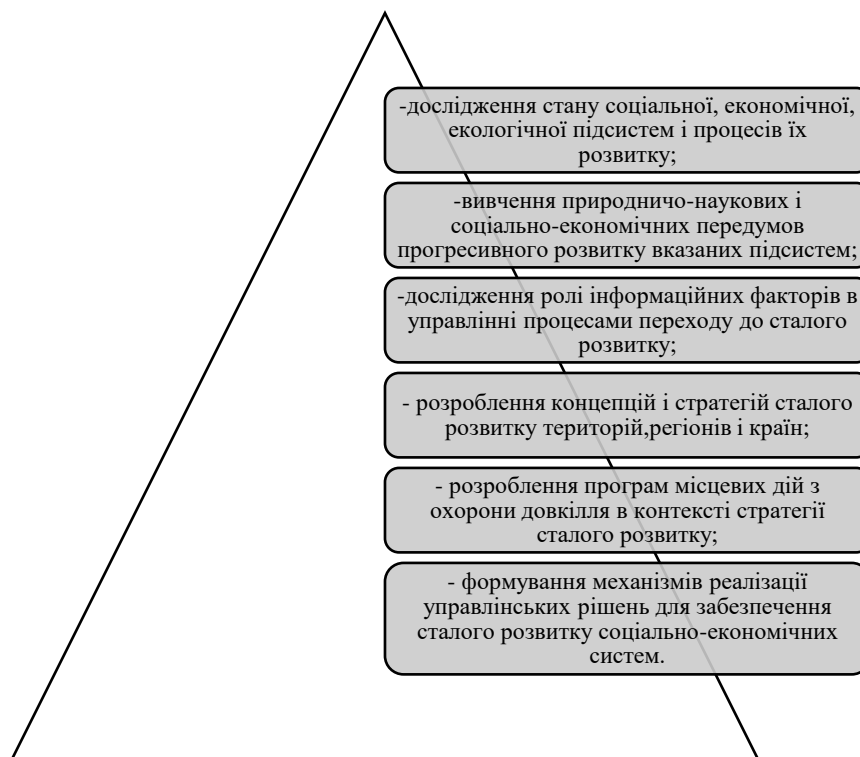 -дослідження стану соціальної, економічної,
екологічної підсистем і процесів їх
розвитку;
-вивчення природничо-наукових і
соціально-економічних передумов
прогресивного розвитку вказаних підсистем;
-дослідження ролі інформаційних факторів в
управлінні процесами переходу до сталого
розвитку;
- розроблення концепцій і стратегій сталого
розвитку територій,регіонів і країн;
- розроблення програм місцевих дій з
охорони довкілля в контексті стратегії
сталого розвитку;
- формування механізмів реалізації
управлінських рішень для забезпечення
сталого розвитку соціально-економічних
систем.